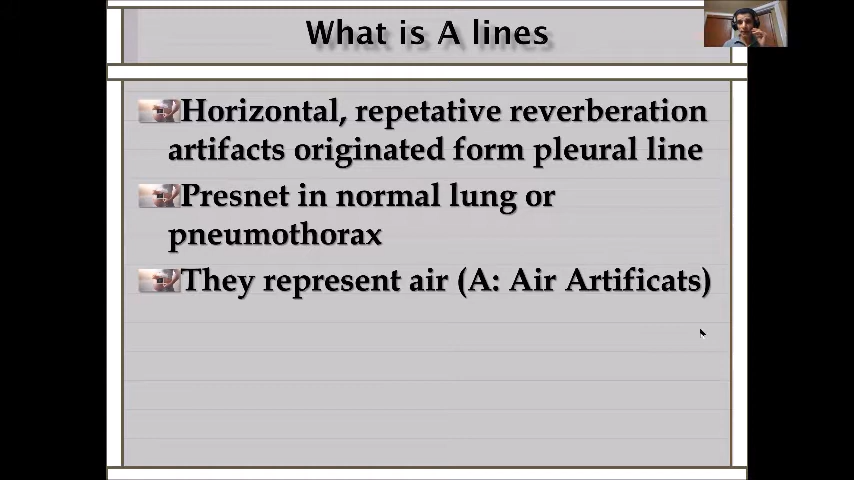 What is A lines
Horizontal, repetative reverberation
artifacts originated form pleural line
Presnet in normal lung or
pneumothorax
They represent air (A: Air Artificats)